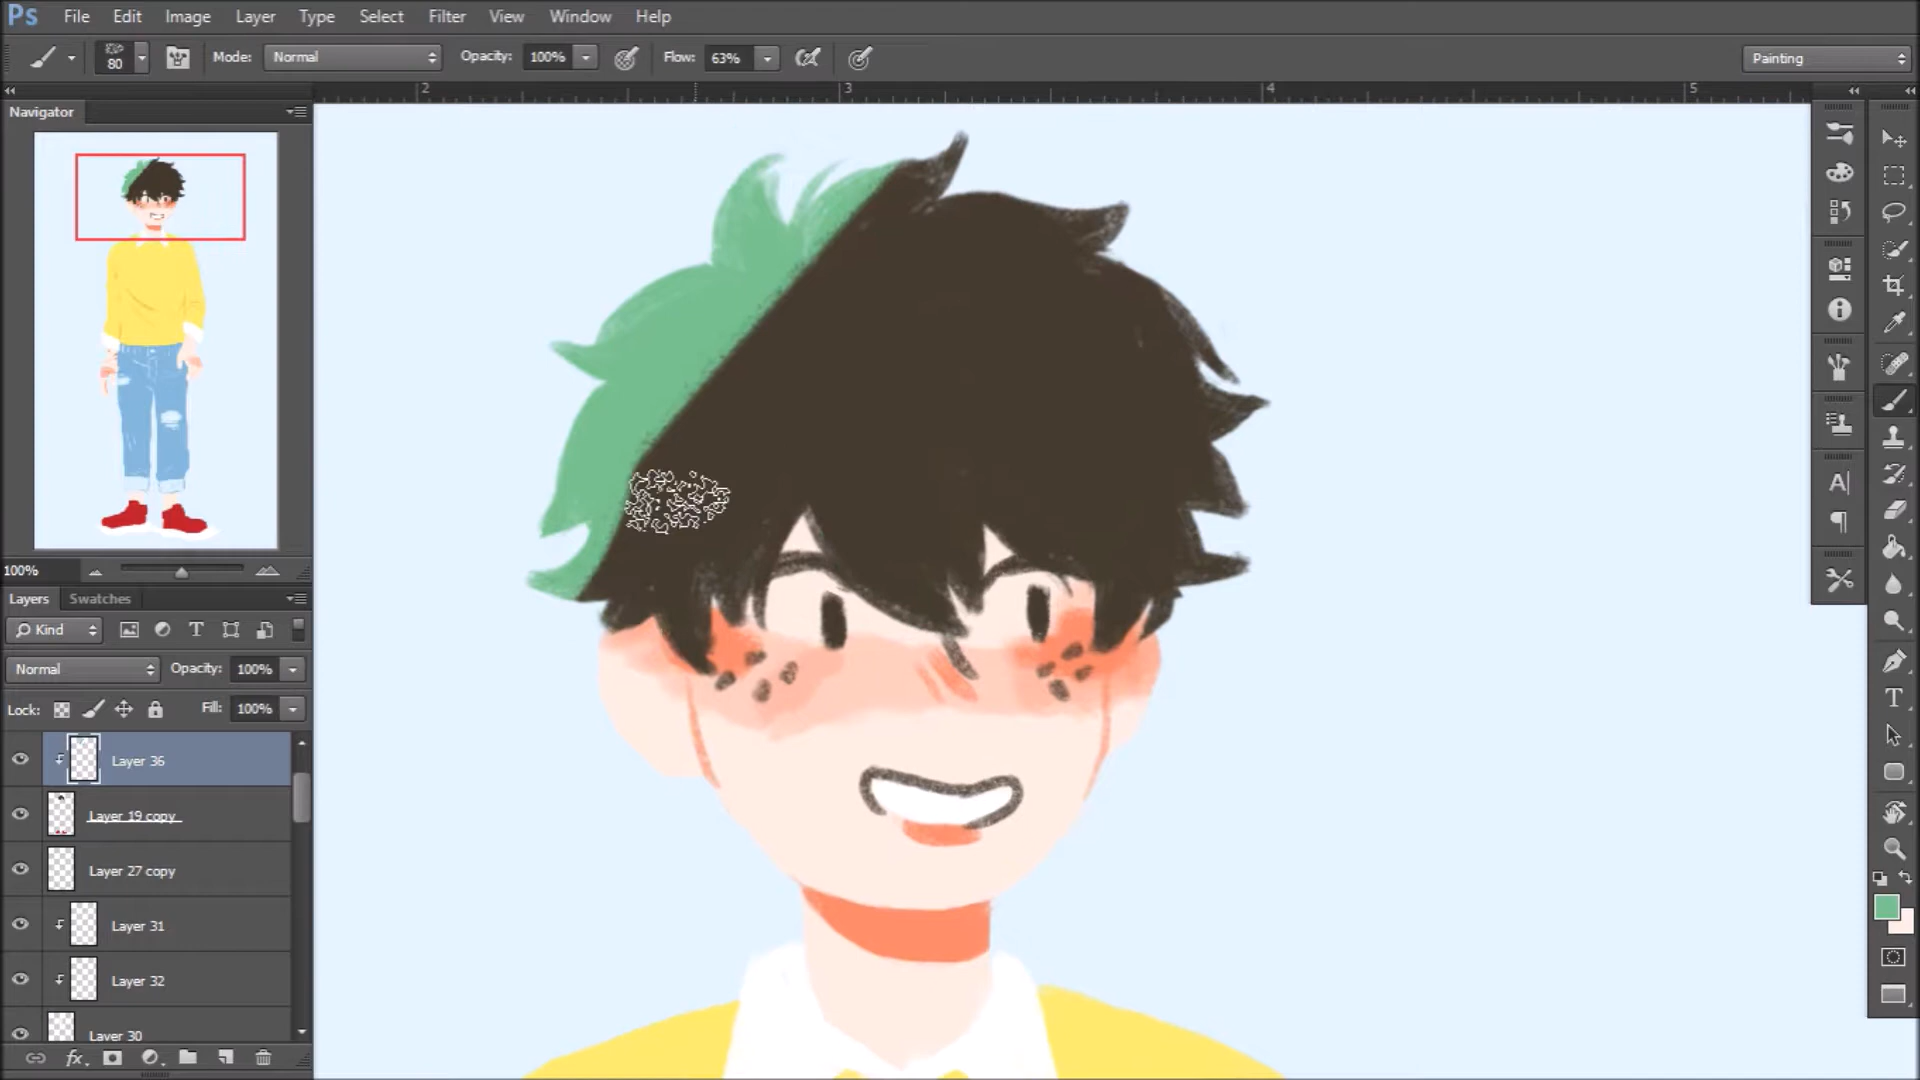 Ps File Edit Image Layer Type Select Filter View Window Help
80 Mode: Normal Opacity: 100% Flow: 63% Painting
2 3 4 5
Navigator
100%
Layers Swatches
Kind T
Normal Opacity: 100%
Lock: Fill: 100%
Layer 36
Layer 19 copy
Layer 27 copy
Layer 31
Layer 32
Layer 30
fx
A
T